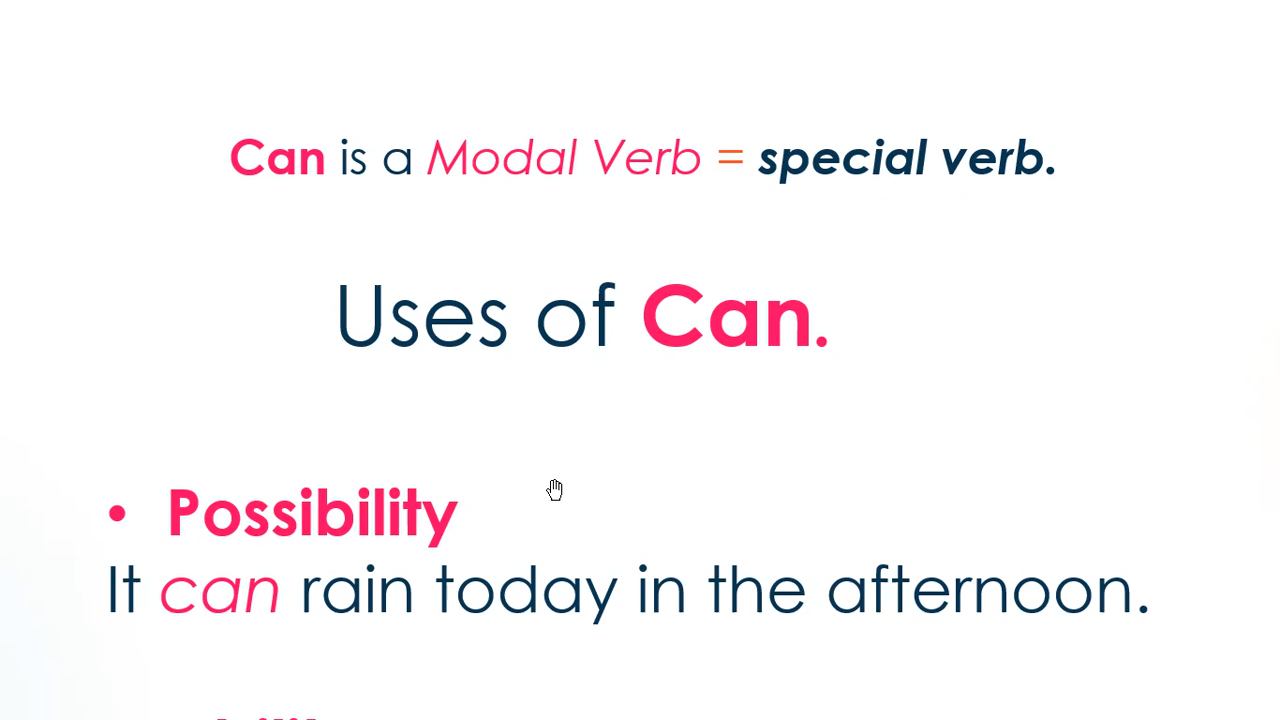 Can is a Modal Verb = special verb.
Uses of Can.
• Possibility
It can rain today in the afternoon.